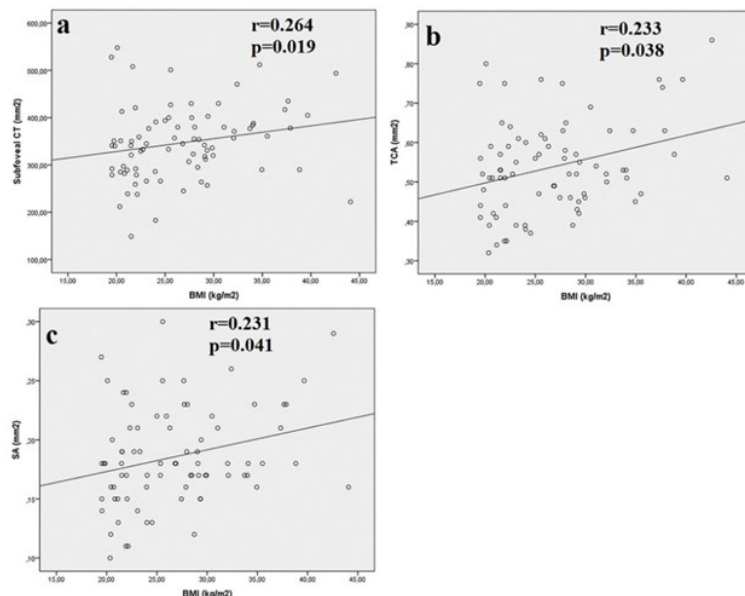 a
r=0.264
p=0.019
Subfoveal CT (mm2)
600,00
500,00
400,00
300,00
200,00
100,00
15,00 20,00 25,00 30,00 35,00 40,00 45,00
BMI (kg/m2)
b
r=0.233
p=0.038
TCA (mm2)
,90
,80
,70
,60
,50
,40
,30
15,00 20,00 25,00 30,00 35,00 40,00 45,00
BMI (kg/m2)
c
r=0.231
p=0.041
SA (mm2)
,30
,25
,20
,15
,10
15,00 20,00 25,00 30,00 35,00 40,00 45,00
BMI (kg/m2)